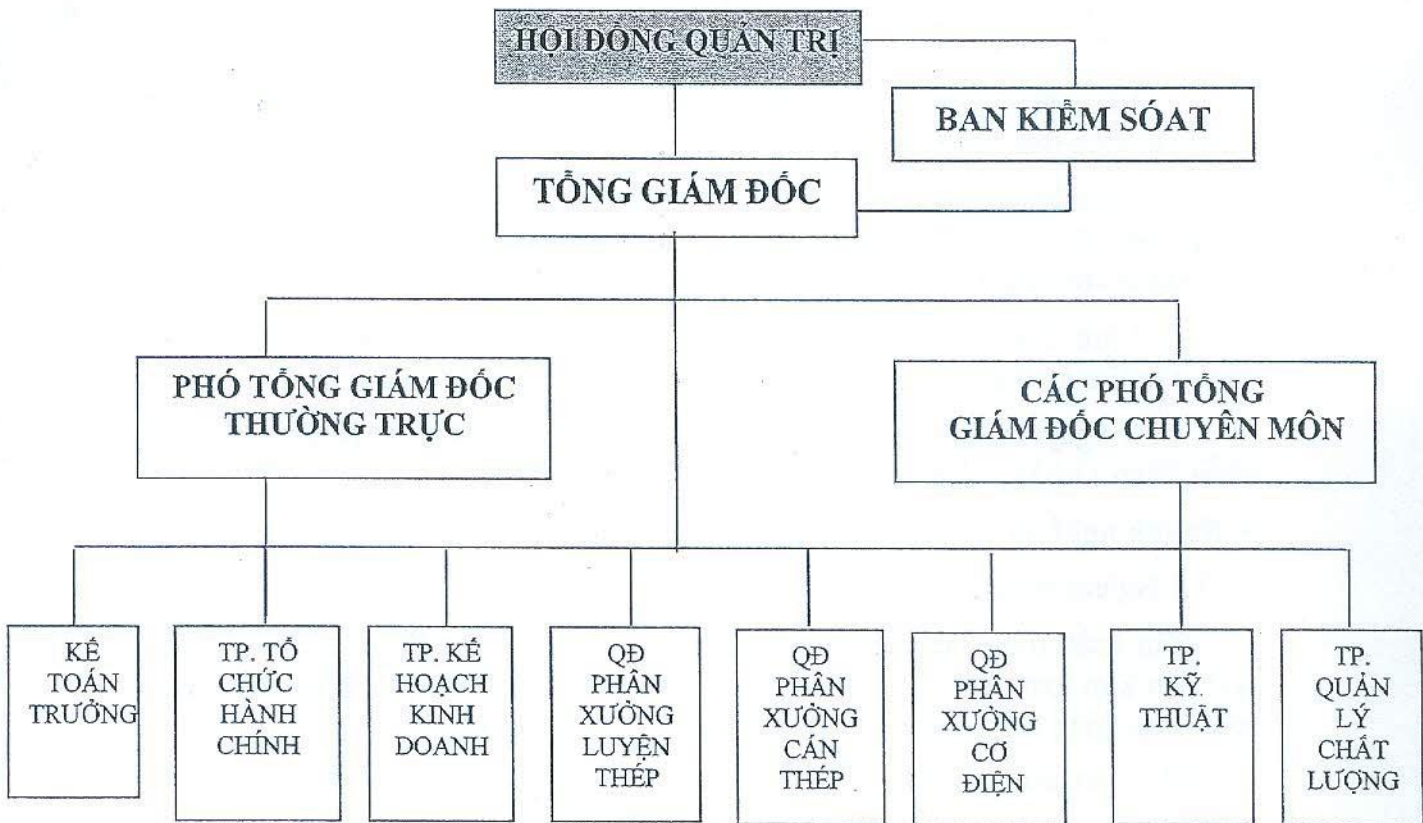 HỘI ĐỒNG QUẢN TRỊ
BAN KIỂM SÓAT
TỔNG GIÁM ĐỐC
PHÓ TỔNG GIÁM ĐỐC
THƯỜNG TRỰC
CÁC PHÓ TỔNG
GIÁM ĐỐC CHUYÊN MÔN
KẾ
TOÁN
TRƯỞNG
TP. TỔ
CHỨC
HÀNH
CHÍNH
TP. KẾ
HOẠCH
KINH
DOANH
QĐ
PHÂN
XƯỞNG
LUYỆN
THÉP
QĐ
PHÂN
XƯỞNG
CÁN
THÉP
QĐ
PHÂN
XƯỞNG
CƠ
ĐIỆN
TP.
KỸ
THUẬT
TP.
QUẢN
LÝ
CHẤT
LƯỢNG